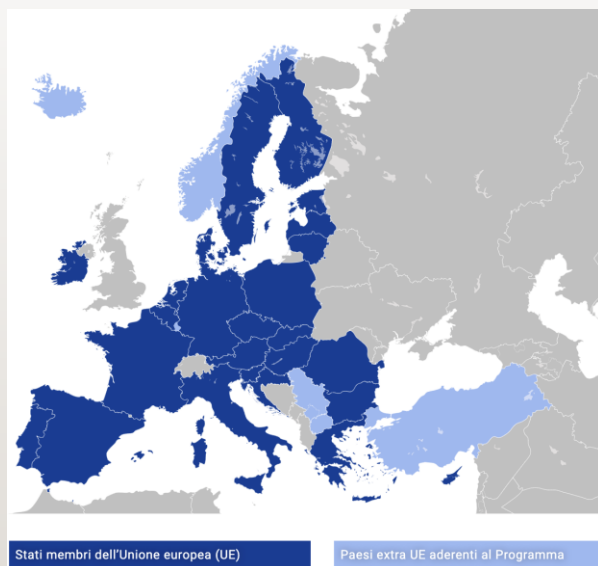 Stati membri dell'Unione europea (UE)
Paesi extra UE aderenti al Programma